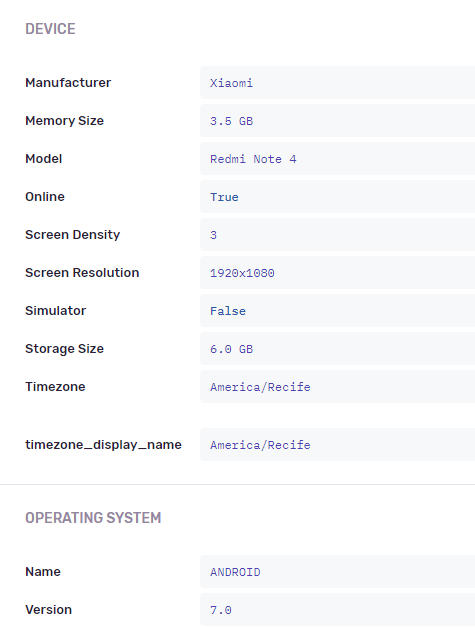 DEVICE
Manufacturer Xiaomi
Memory Size 3.5 GB
Model Redmi Note 4
Online True
Screen Density 3
Screen Resolution 1920x1080
Simulator False
Storage Size 6.0 GB
Timezone America/Recife
timezone_display_name America/Recife
OPERATING SYSTEM
Name ANDROID
Version 7.0